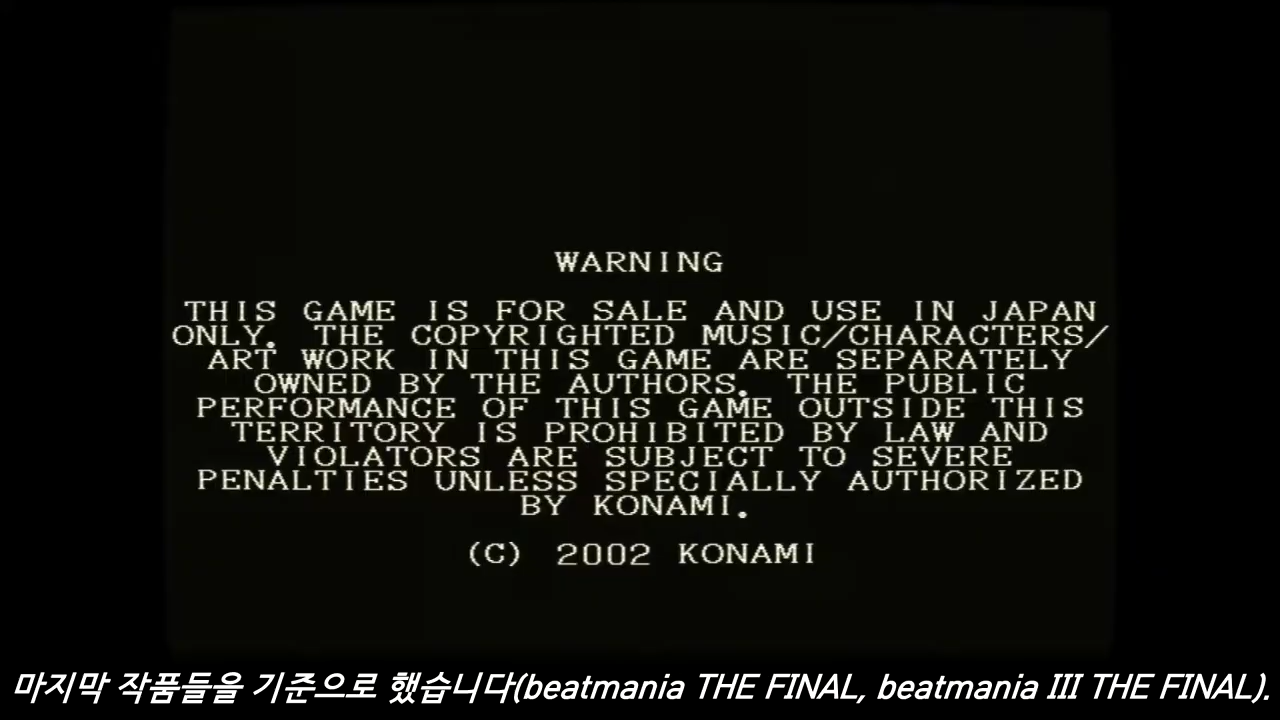 WARNING
THIS GAME IS FOR SALE AND USE IN JAPAN
ONLY. THE COPYRIGHTED MUSIC/CHARACTERS/
ART WORK IN THIS GAME ARE SEPARATELY
OWNED BY THE AUTHORS. THE PUBLIC
PERFORMANCE OF THIS GAME OUTSIDE THIS
TERRITORY IS PROHIBITED BY LAW AND
VIOLATORS ARE SUBJECT TO SEVERE
PENALTIES UNLESS SPECIALLY AUTHORIZED
BY KONAMI.
(C) 2002 KONAMI
마지막 작품들을 기준으로 했습니다(beatmania THE FINAL, beatmania III THE FINAL).